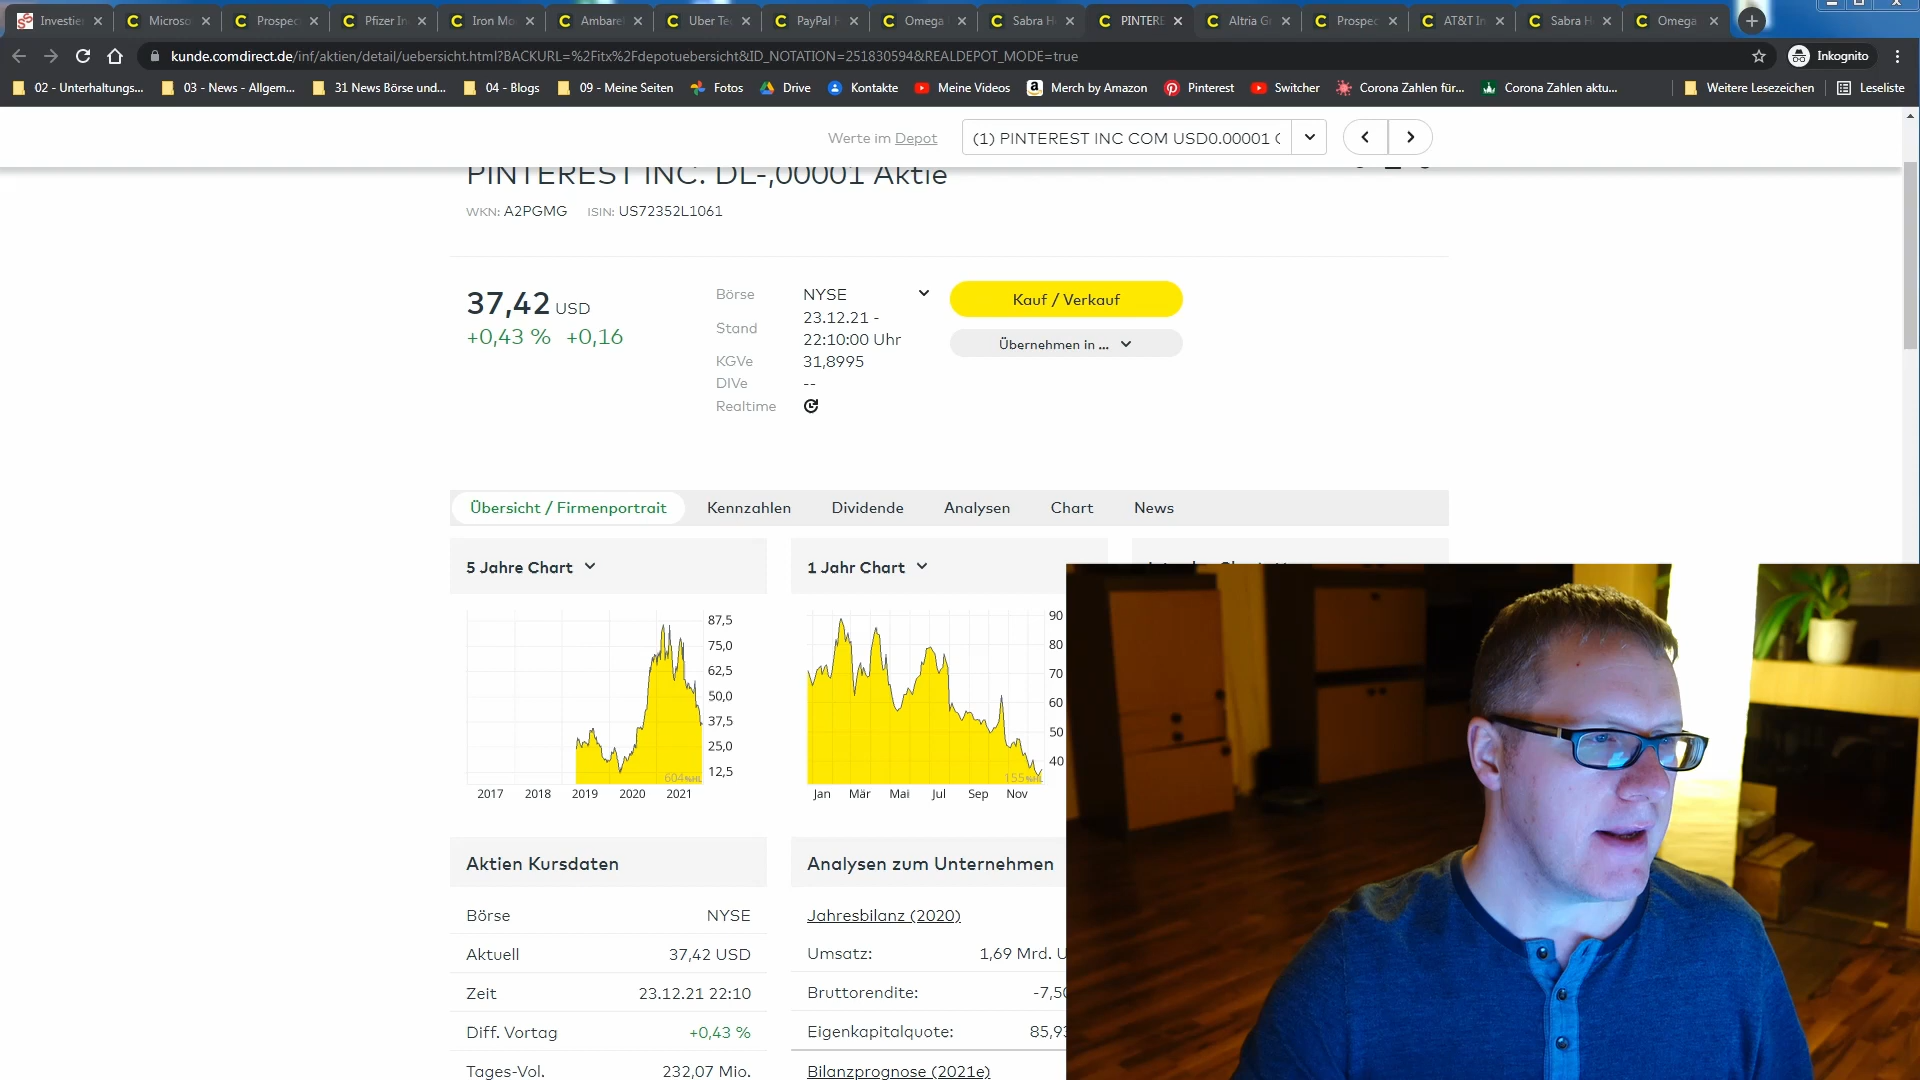 Investie
Microso
Prospec
Pfizer In
Iron Mo
Ambarel
Uber Te
PayPal H
Omega
Sabra H
PINTERE
Altria G
Prospec
AT&T In
Sabra H
Omega
kunde.comdirect.de/inf/aktien/detail/uebersicht.html?BACKURL=%2Fitx%2Fdepotuebersicht&ID_NOTATION=251830594&REALDEPOT_MODE=true
Inkognito
02 - Unterhaltungs...
03 - News - Allgem...
31 News Börse und...
04 - Blogs
09 - Meine Seiten
Fotos
Drive
Kontakte
Meine Videos
Merch by Amazon
Pinterest
Switcher
Corona Zahlen für...
Corona Zahlen aktu...
Weitere Lesezeichen
Leseliste
Werte im Depot
(1) PINTEREST INC COM USD0.00001 C
PINTEREST INC. DL-,00001 Aktie
WKN: A2PGMG ISIN: US72352L1061
37,42 USD
+0,43 % +0,16
Börse NYSE
Stand 23.12.21 -
22:10:00 Uhr
KGVe 31,8995
DIVe --
Realtime
Kauf / Verkauf
Übernehmen in ...
Übersicht / Firmenportrait
Kennzahlen
Dividende
Analysen
Chart
News
5 Jahre Chart
87,5
75,0
62,5
50,0
37,5
25,0
12,5
2017 2018 2019 2020 2021
1 Jahr Chart
90
80
70
60
50
40
Jan Mär Mai Jul Sep Nov
Aktien Kursdaten
Börse NYSE
Aktuell 37,42 USD
Zeit 23.12.21 22:10
Diff. Vortag +0,43 %
Tages-Vol. 232,07 Mio.
Analysen zum Unternehmen
Jahresbilanz (2020)
Umsatz: 1,69 Mrd. U
Bruttorendite: -7,50
Eigenkapitalquote: 85,93
Bilanzprognose (2021e)